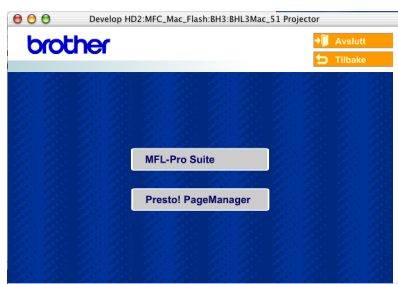 Develop HD2:MFC_Mac_Flash:BH3:BHL3Mac_51 Projector
brother
Avslutt
Tilbake
MFL-Pro Suite
Presto! PageManager